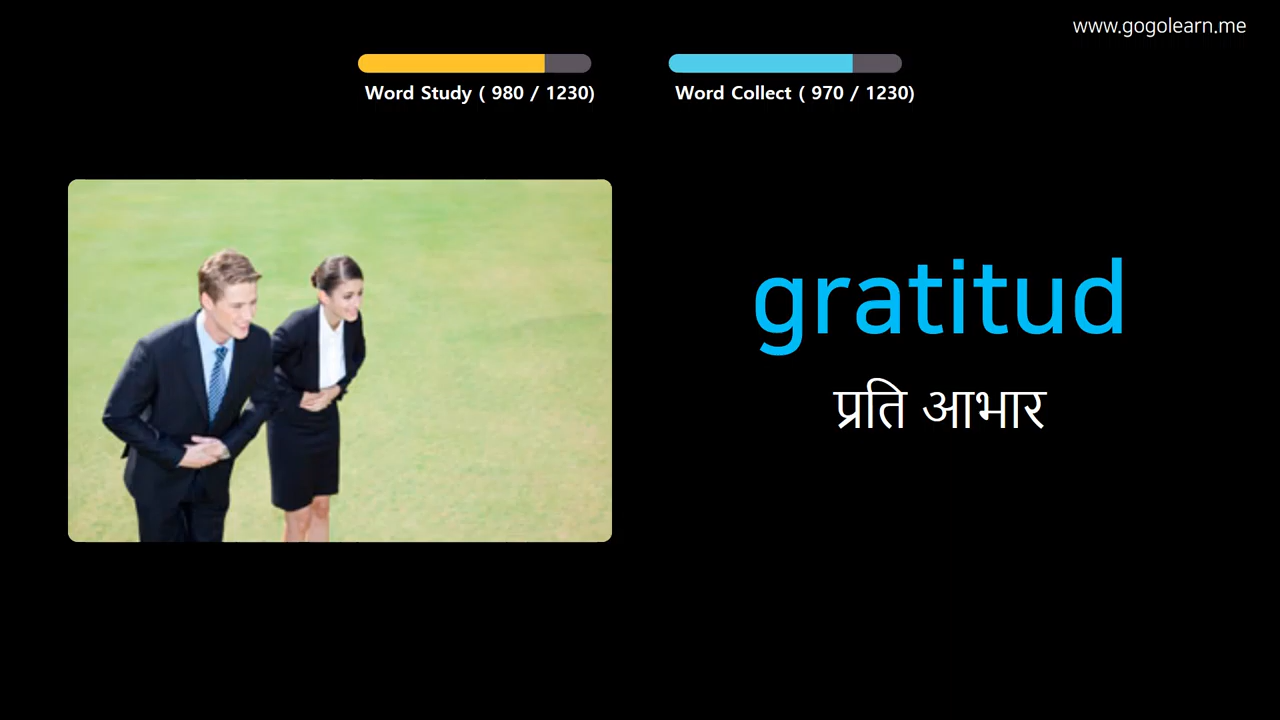 www.gogolearn.me
Word Study ( 980 / 1230)
Word Collect ( 970 / 1230)
gratitud
प्रति आभार